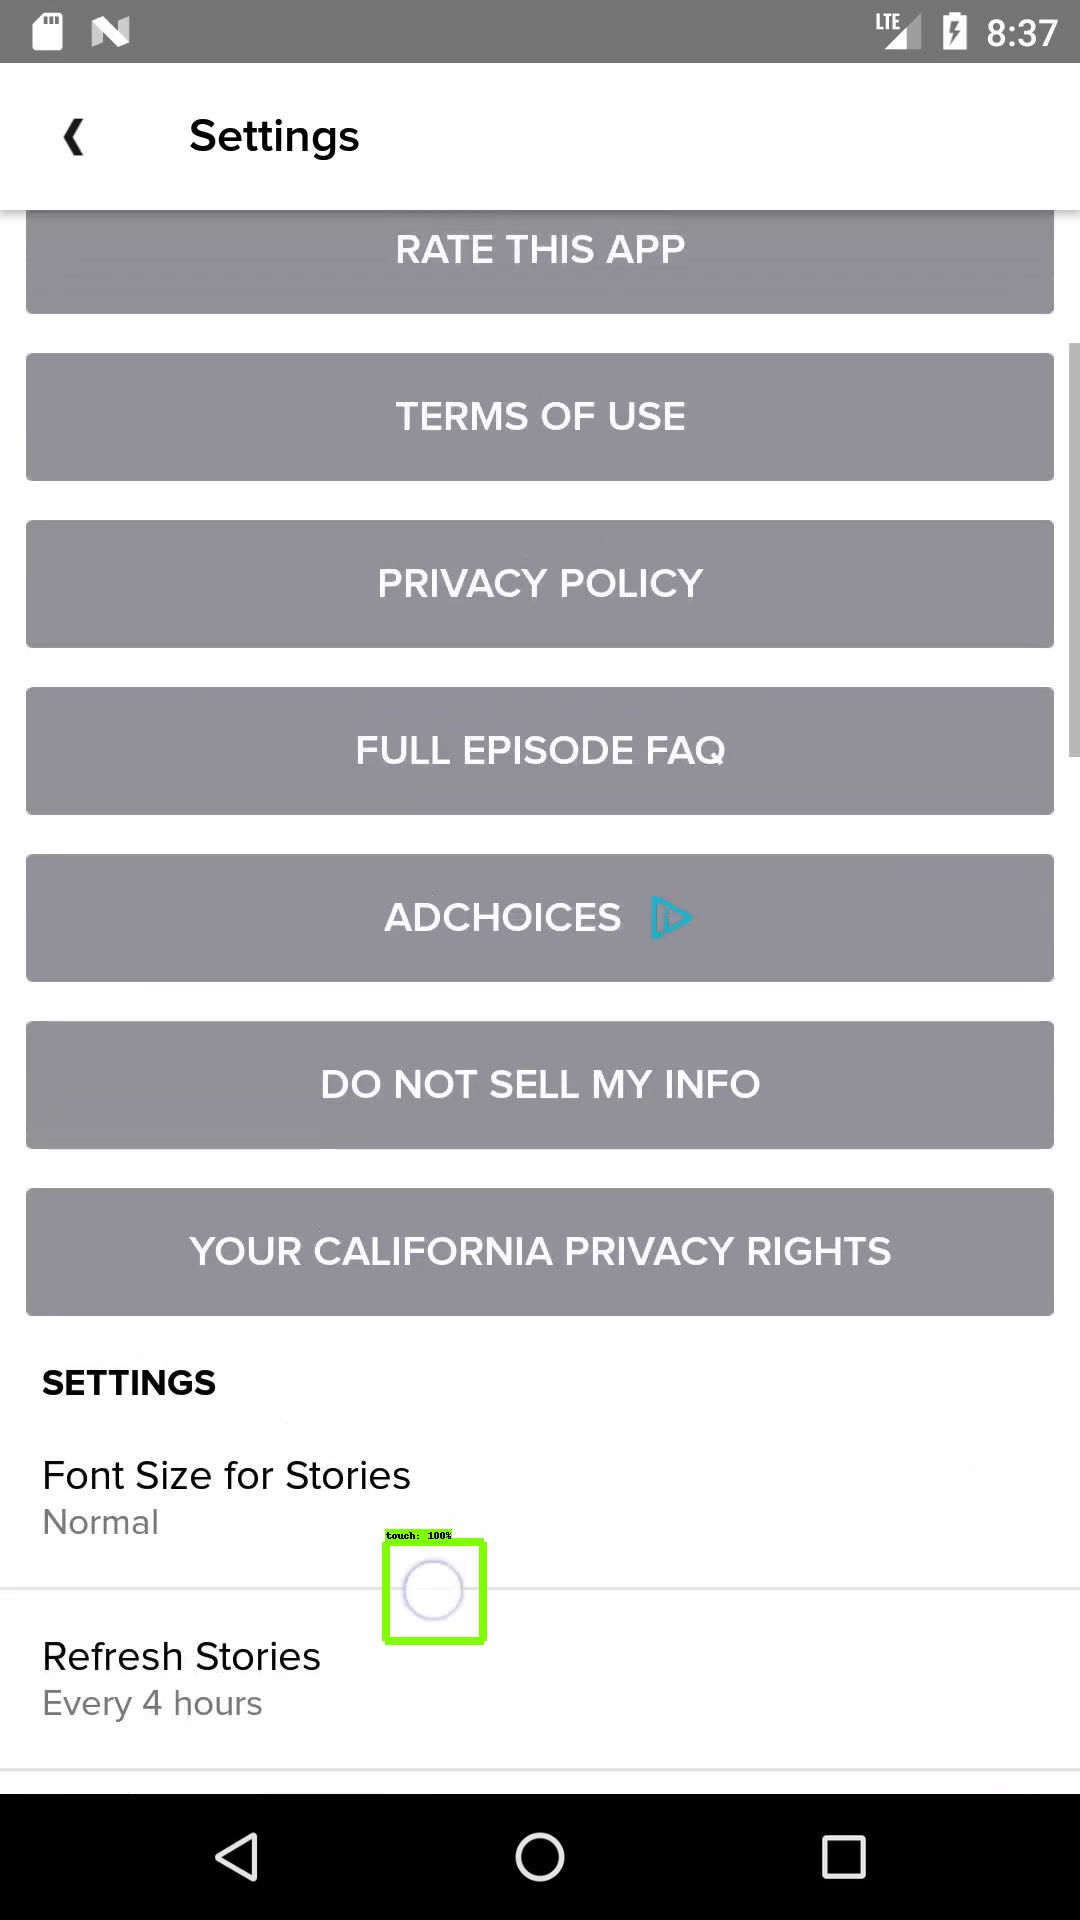 LTE 8:37
Settings
RATE THIS APP
TERMS OF USE
PRIVACY POLICY
FULL EPISODE FAQ
ADCHOICES
DO NOT SELL MY INFO
YOUR CALIFORNIA PRIVACY RIGHTS
SETTINGS
Font Size for Stories
Normal
touch: 100%
Refresh Stories
Every 4 hours